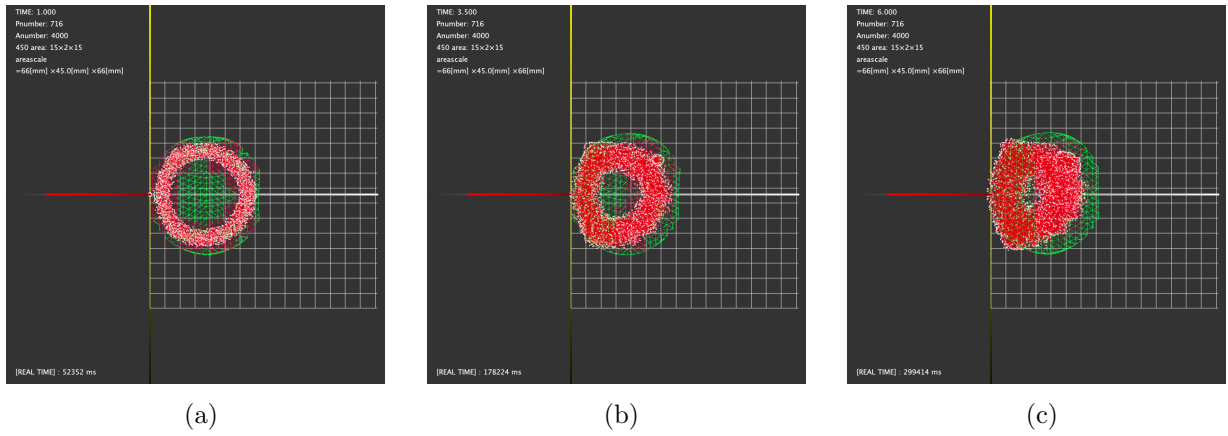 TIME: 1.000
Pnumber: 716
Anumber: 4000
450 area: 15×2×15
areascale
=66[mm] ×45.0[mm] ×66[mm]
[REAL TIME] : 52352 ms
(a)
TIME: 3.500
Pnumber: 716
Anumber: 4000
450 area: 15×2×15
areascale
=66[mm] ×45.0[mm] ×66[mm]
[REAL TIME] : 178224 ms
(b)
TIME: 6.000
Pnumber: 716
Anumber: 4000
450 area: 15×2×15
areascale
=66[mm] ×45.0[mm] ×66[mm]
[REAL TIME] : 299414 ms
(c)